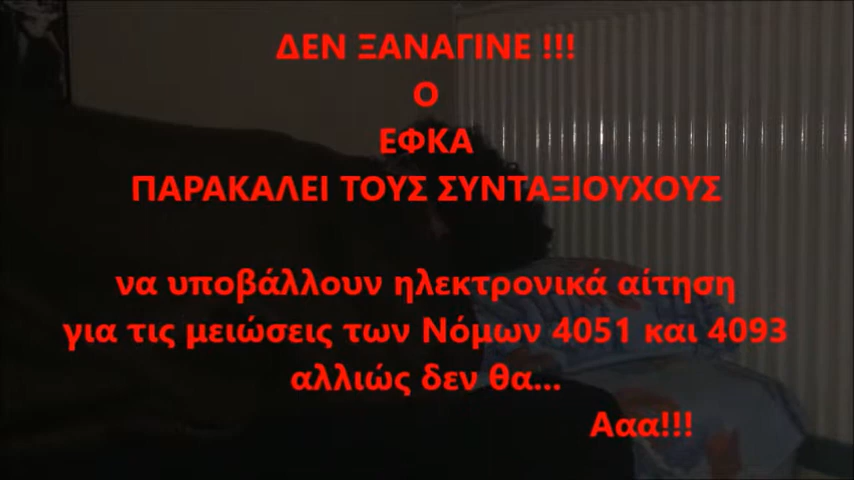 ΔΕΝ ΞΑΝΑΓΙΝΕ !!!
Ο
ΕΦΚΑ
ΠΑΡΑΚΑΛΕΙ ΤΟΥΣ ΣΥΝΤΑΞΙΟΥΧΟΥΣ
να υποβάλλουν ηλεκτρονικά αίτηση
για τις μειώσεις των Νόμων 4051 και 4093
αλλιώς δεν θα...
Ααα!!!